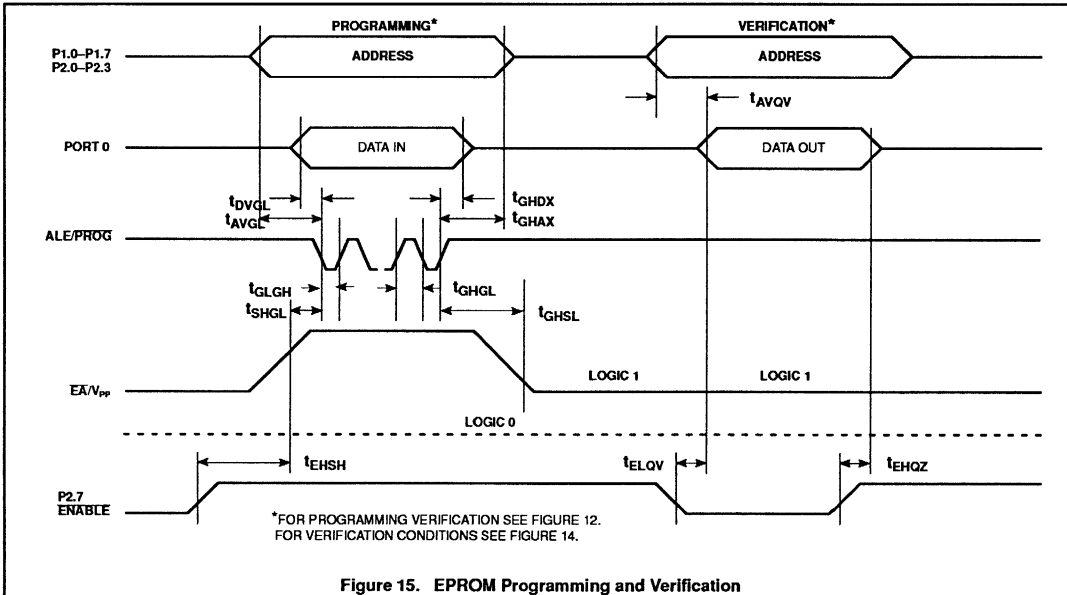 PROGRAMMING* VERIFICATION*
P1.0–P1.7
P2.0–P2.3
ADDRESS ADDRESS
tAVQV
PORT 0 DATA IN DATA OUT
tDVGL tGHDX
tAVGL tGHAX
ALE/PROG
tGLGH tGHGL
tSHGL tGHSL
EA/VPP LOGIC 1 LOGIC 1
LOGIC 0
tEHSH tELQV tEHQZ
P2.7
ENABLE
*FOR PROGRAMMING VERIFICATION SEE FIGURE 12.
FOR VERIFICATION CONDITIONS SEE FIGURE 14.
Figure 15. EPROM Programming and Verification